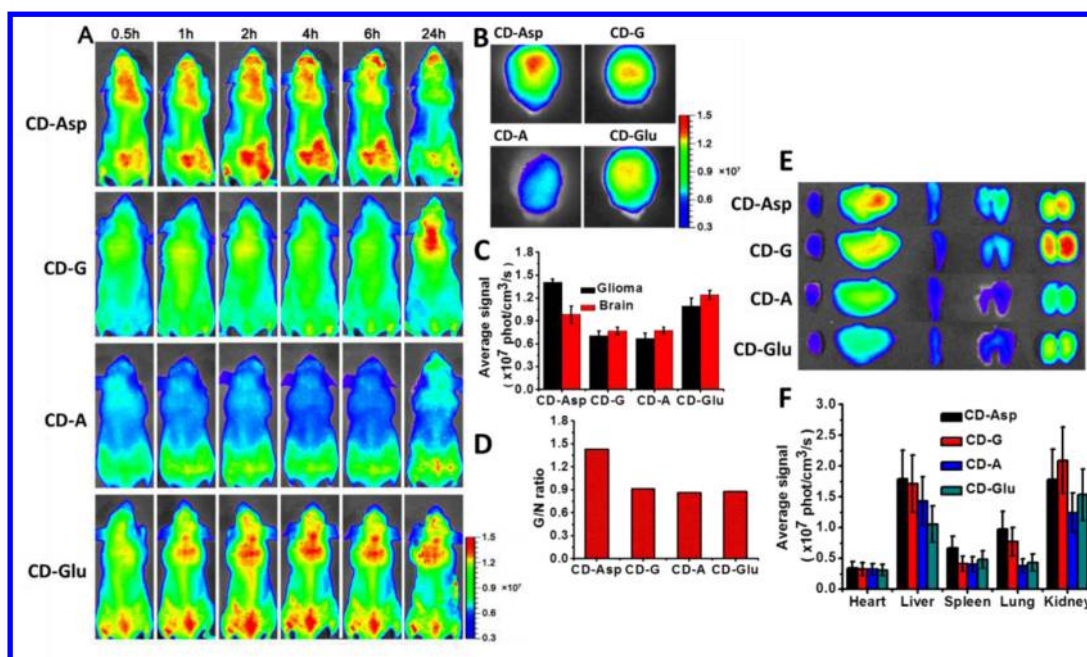 A
0.5h 1h 2h 4h 6h 24h
CD-Asp
CD-G
CD-A
CD-Glu
1.5
1.2
0.9 ×10⁷
0.6
0.3
B
CD-Asp CD-G
CD-A CD-Glu
1.5
1.2
0.9 ×10⁷
0.6
0.3
C
Average signal
( x10⁷ phot/cm³/s )
1.8
1.5
1.2
0.9
0.6
0.3
0.0
Glioma
Brain
CD-Asp CD-G CD-A CD-Glu
D
G/N ratio
1.8
1.5
1.2
0.9
0.6
0.3
0.0
CD-Asp CD-G CD-A CD-Glu
E
CD-Asp
CD-G
CD-A
CD-Glu
F
Average signal
( x10⁷ phot/cm³/s )
3.0
2.5
2.0
1.5
1.0
0.5
0.0
CD-Asp
CD-G
CD-A
CD-Glu
Heart Liver Spleen Lung Kidney